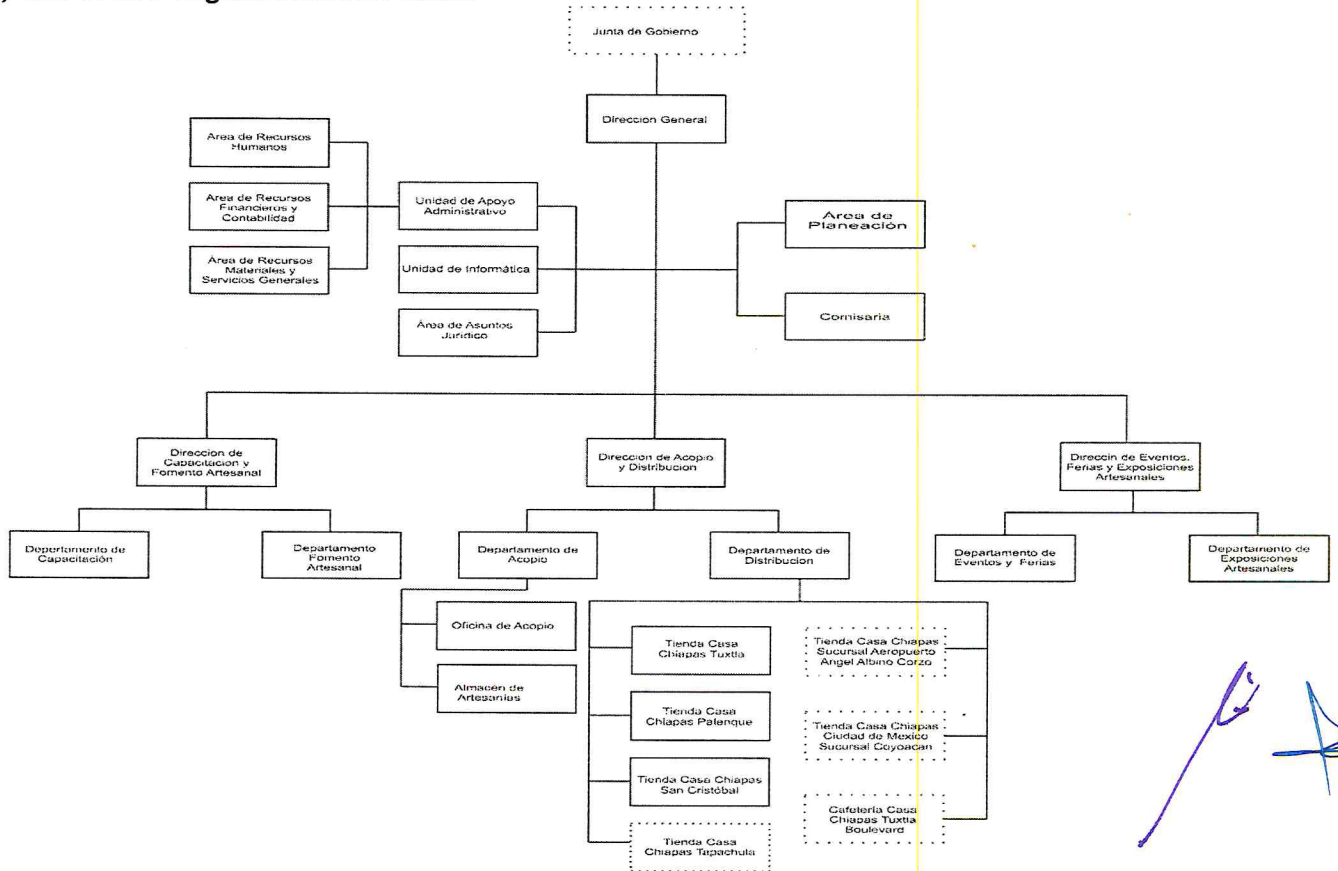 Junta de Gobierno
Direccion General
Area de Recursos
Humanos
Area de Recursos
Financieros y
Contabilidad
Área de Recursos
Materiales y
Servicios Generales
Unidad de Apoyo
Administrativo
Unidad de Informática
Área de Asuntos
Jurídico
Area de
Planeación
Comisaria
Direccion de
Capacitacion y
Fomento Artesanal
Direccion de Acopio
y Distribucion
Direccin de Eventos,
Ferias y Exposiciones
Artesanales
Departamento de
Capacitación
Departamento
Fomento
Artesanal
Departamento de
Acopio
Departamento de
Distribucion
Departamento de
Eventos y Ferias
Departamento de
Exposiciones
Artesanales
Oficina de Acopio
Almacén de
Artesanías
Tienda Casa
Chiapas Tuxtla
Tienda Casa
Chiapas Palenque
Tienda Casa Chiapas
San Cristóbal
Tienda Casa
Chiapas Tapachula
Tienda Casa Chiapas
Sucursal Aeropuerto
Angel Albino Corzo
Tienda Casa Chiapas
Ciudad de Mexico
Sucursal Coyoacan
Cafetería Casa
Chiapas Tuxtla
Boulevard